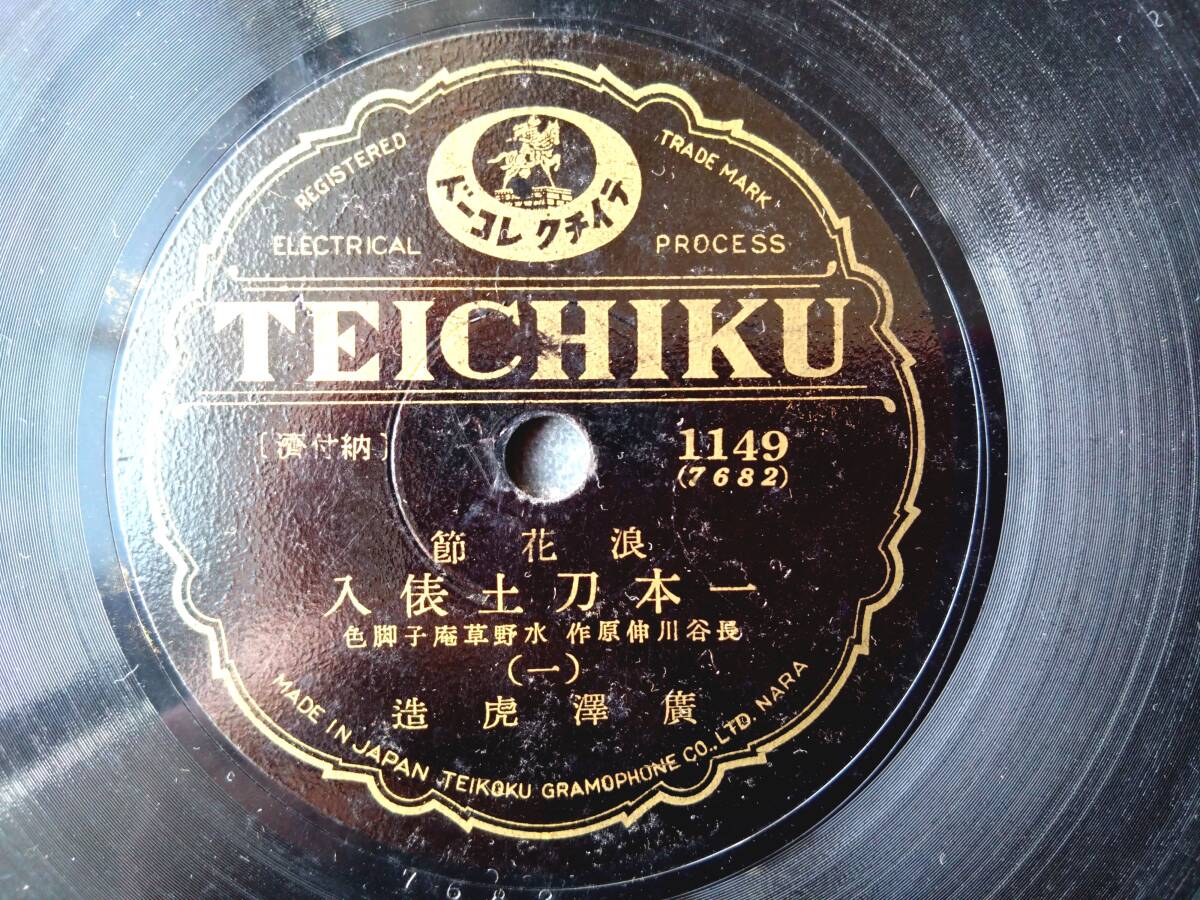 REGISTERED
TRADE MARK
テイチクレコード
ELECTRICAL PROCESS
TEICHIKU
[納付濟]
1149
(7682)
浪花節
一本刀土俵入
長谷川伸原作 水野草庵子脚色
(一)
廣澤虎造
MADE IN JAPAN TEIKOKU GRAMOPHONE CO., LTD. NARA
7682